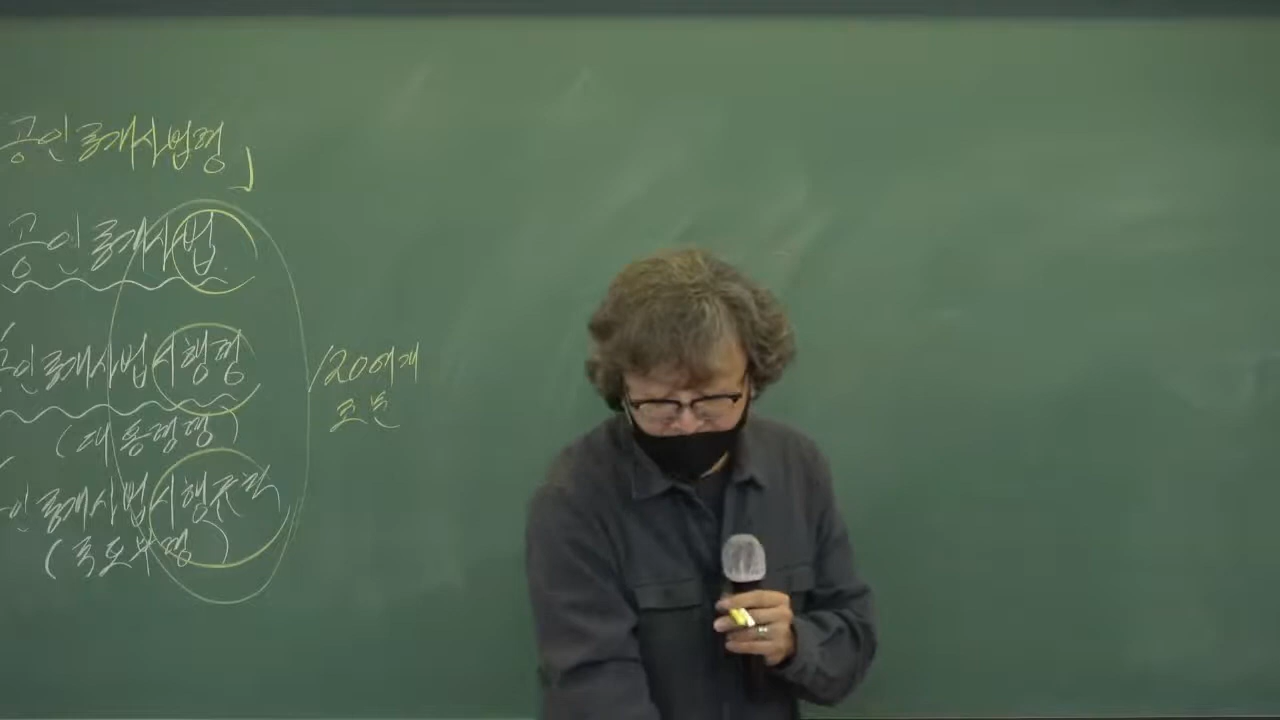 공인중개사법령」
공인중개사법
공인중개사법 시행령
(대통령령)
인중개사법 시행규칙
(국토부령)
120여개
조문